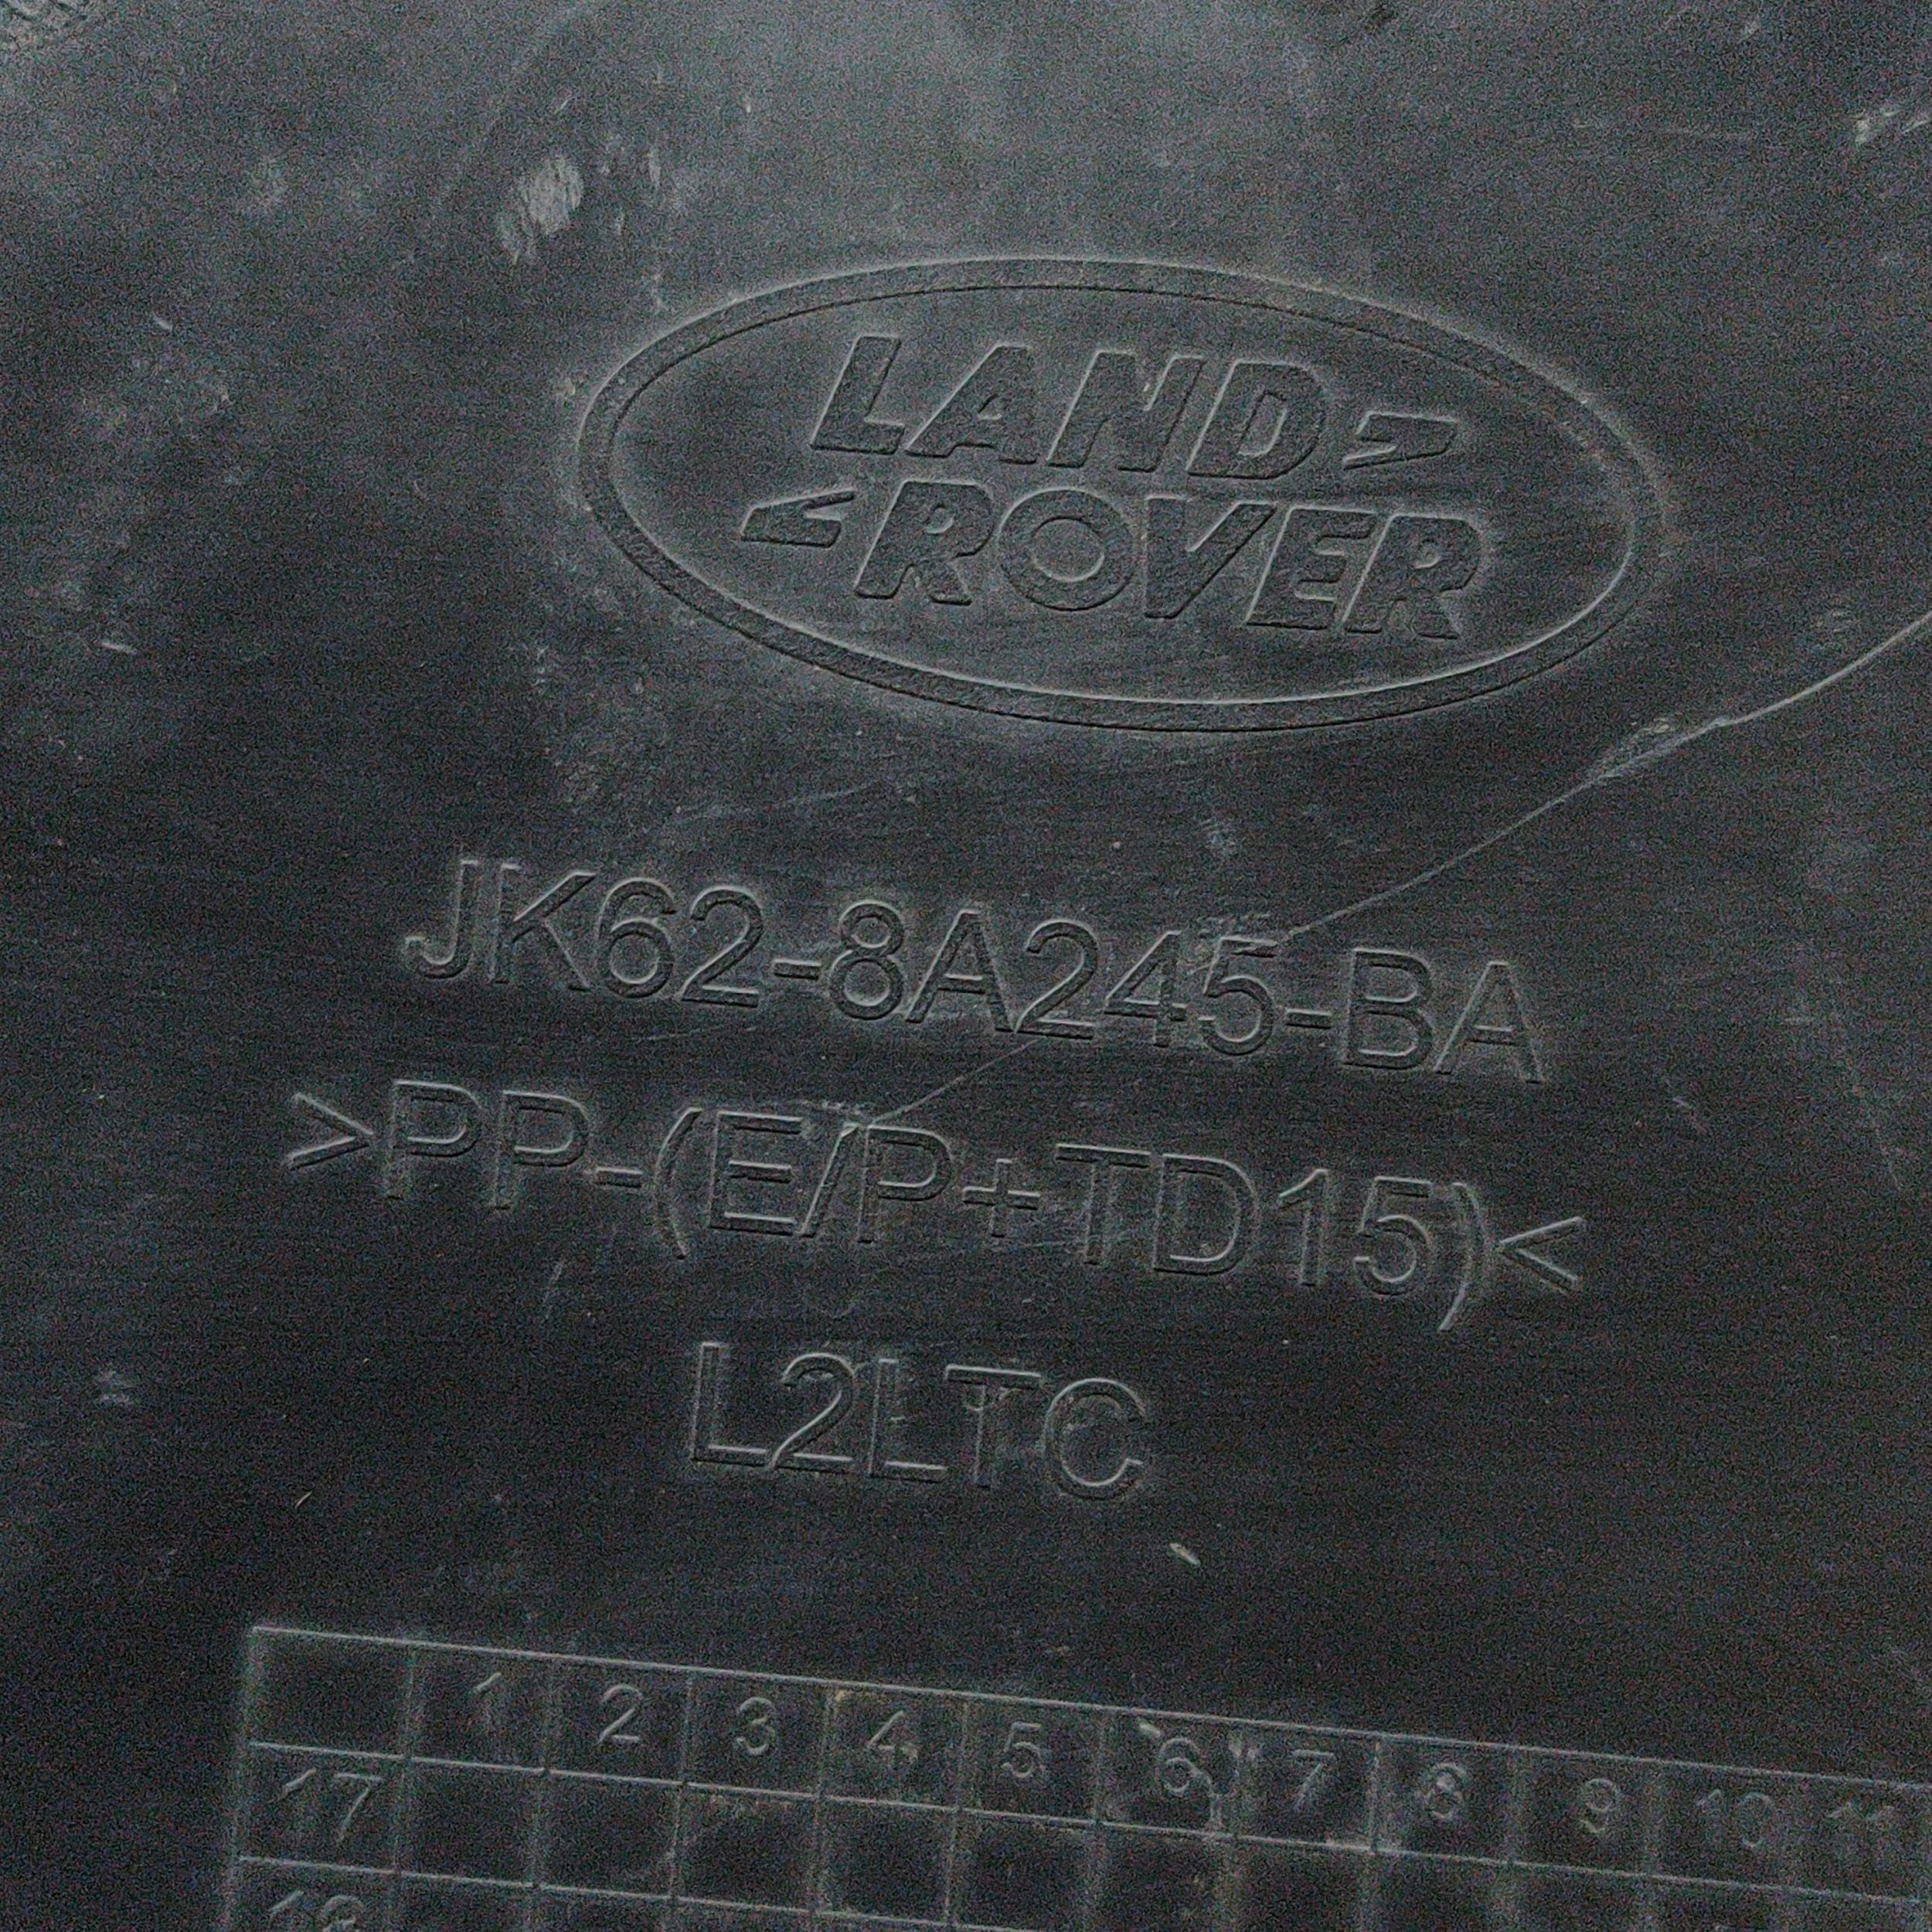 LAND
ROVER
JK62-8A245-BA
>PP-(E/P+TD15)<
L2LTC
1 2 3 4 5 6 7 8 9 10 11
17